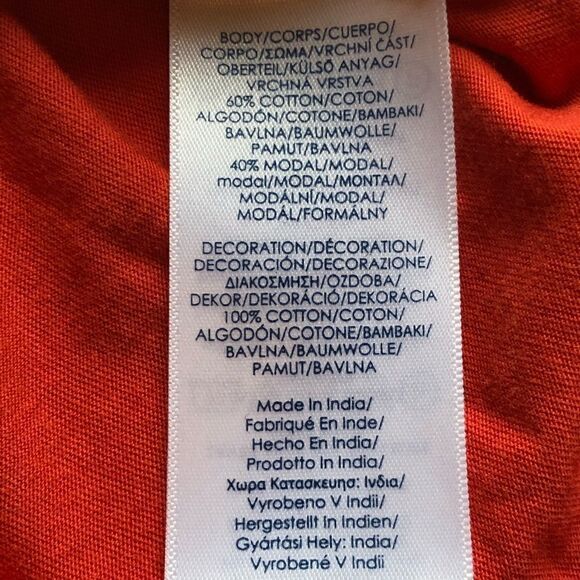 BODY/CORPS/CUERPO/
CORPO/ΣΩΜΑ/VRCHNÍ ČÁST/
OBERTEIL/KÜLSŐ ANYAG/
VRCHNÁ VRSTVA
60% COTTON/COTON/
ALGODÓN/COTONE/BAMBAKI/
BAVLNA/BAUMWOLLE/
PAMUT/BAVLNA
40% MODAL/MODAL/
modal/MODAL/ΜΟΝΤΑΛ/
MODÁLNÍ/MODAL/
MODÁL/FORMÁLNY
DECORATION/DÉCORATION/
DECORACIÓN/DECORAZIONE/
ΔΙΑΚΟΣΜΗΣΗ/OZDOBA/
DEKOR/DEKORÁCIÓ/DEKORÁCIA
100% COTTON/COTON/
ALGODÓN/COTONE/BAMBAKI/
BAVLNA/BAUMWOLLE/
PAMUT/BAVLNA
Made In India/
Fabriqué En Inde/
Hecho En India/
Prodotto In India/
Χωρα Κατασκευησ: Ινδια/
Vyrobeno V Indii/
Hergestellt In Indien/
Gyártási Hely: India/
Vyrobené V Indii